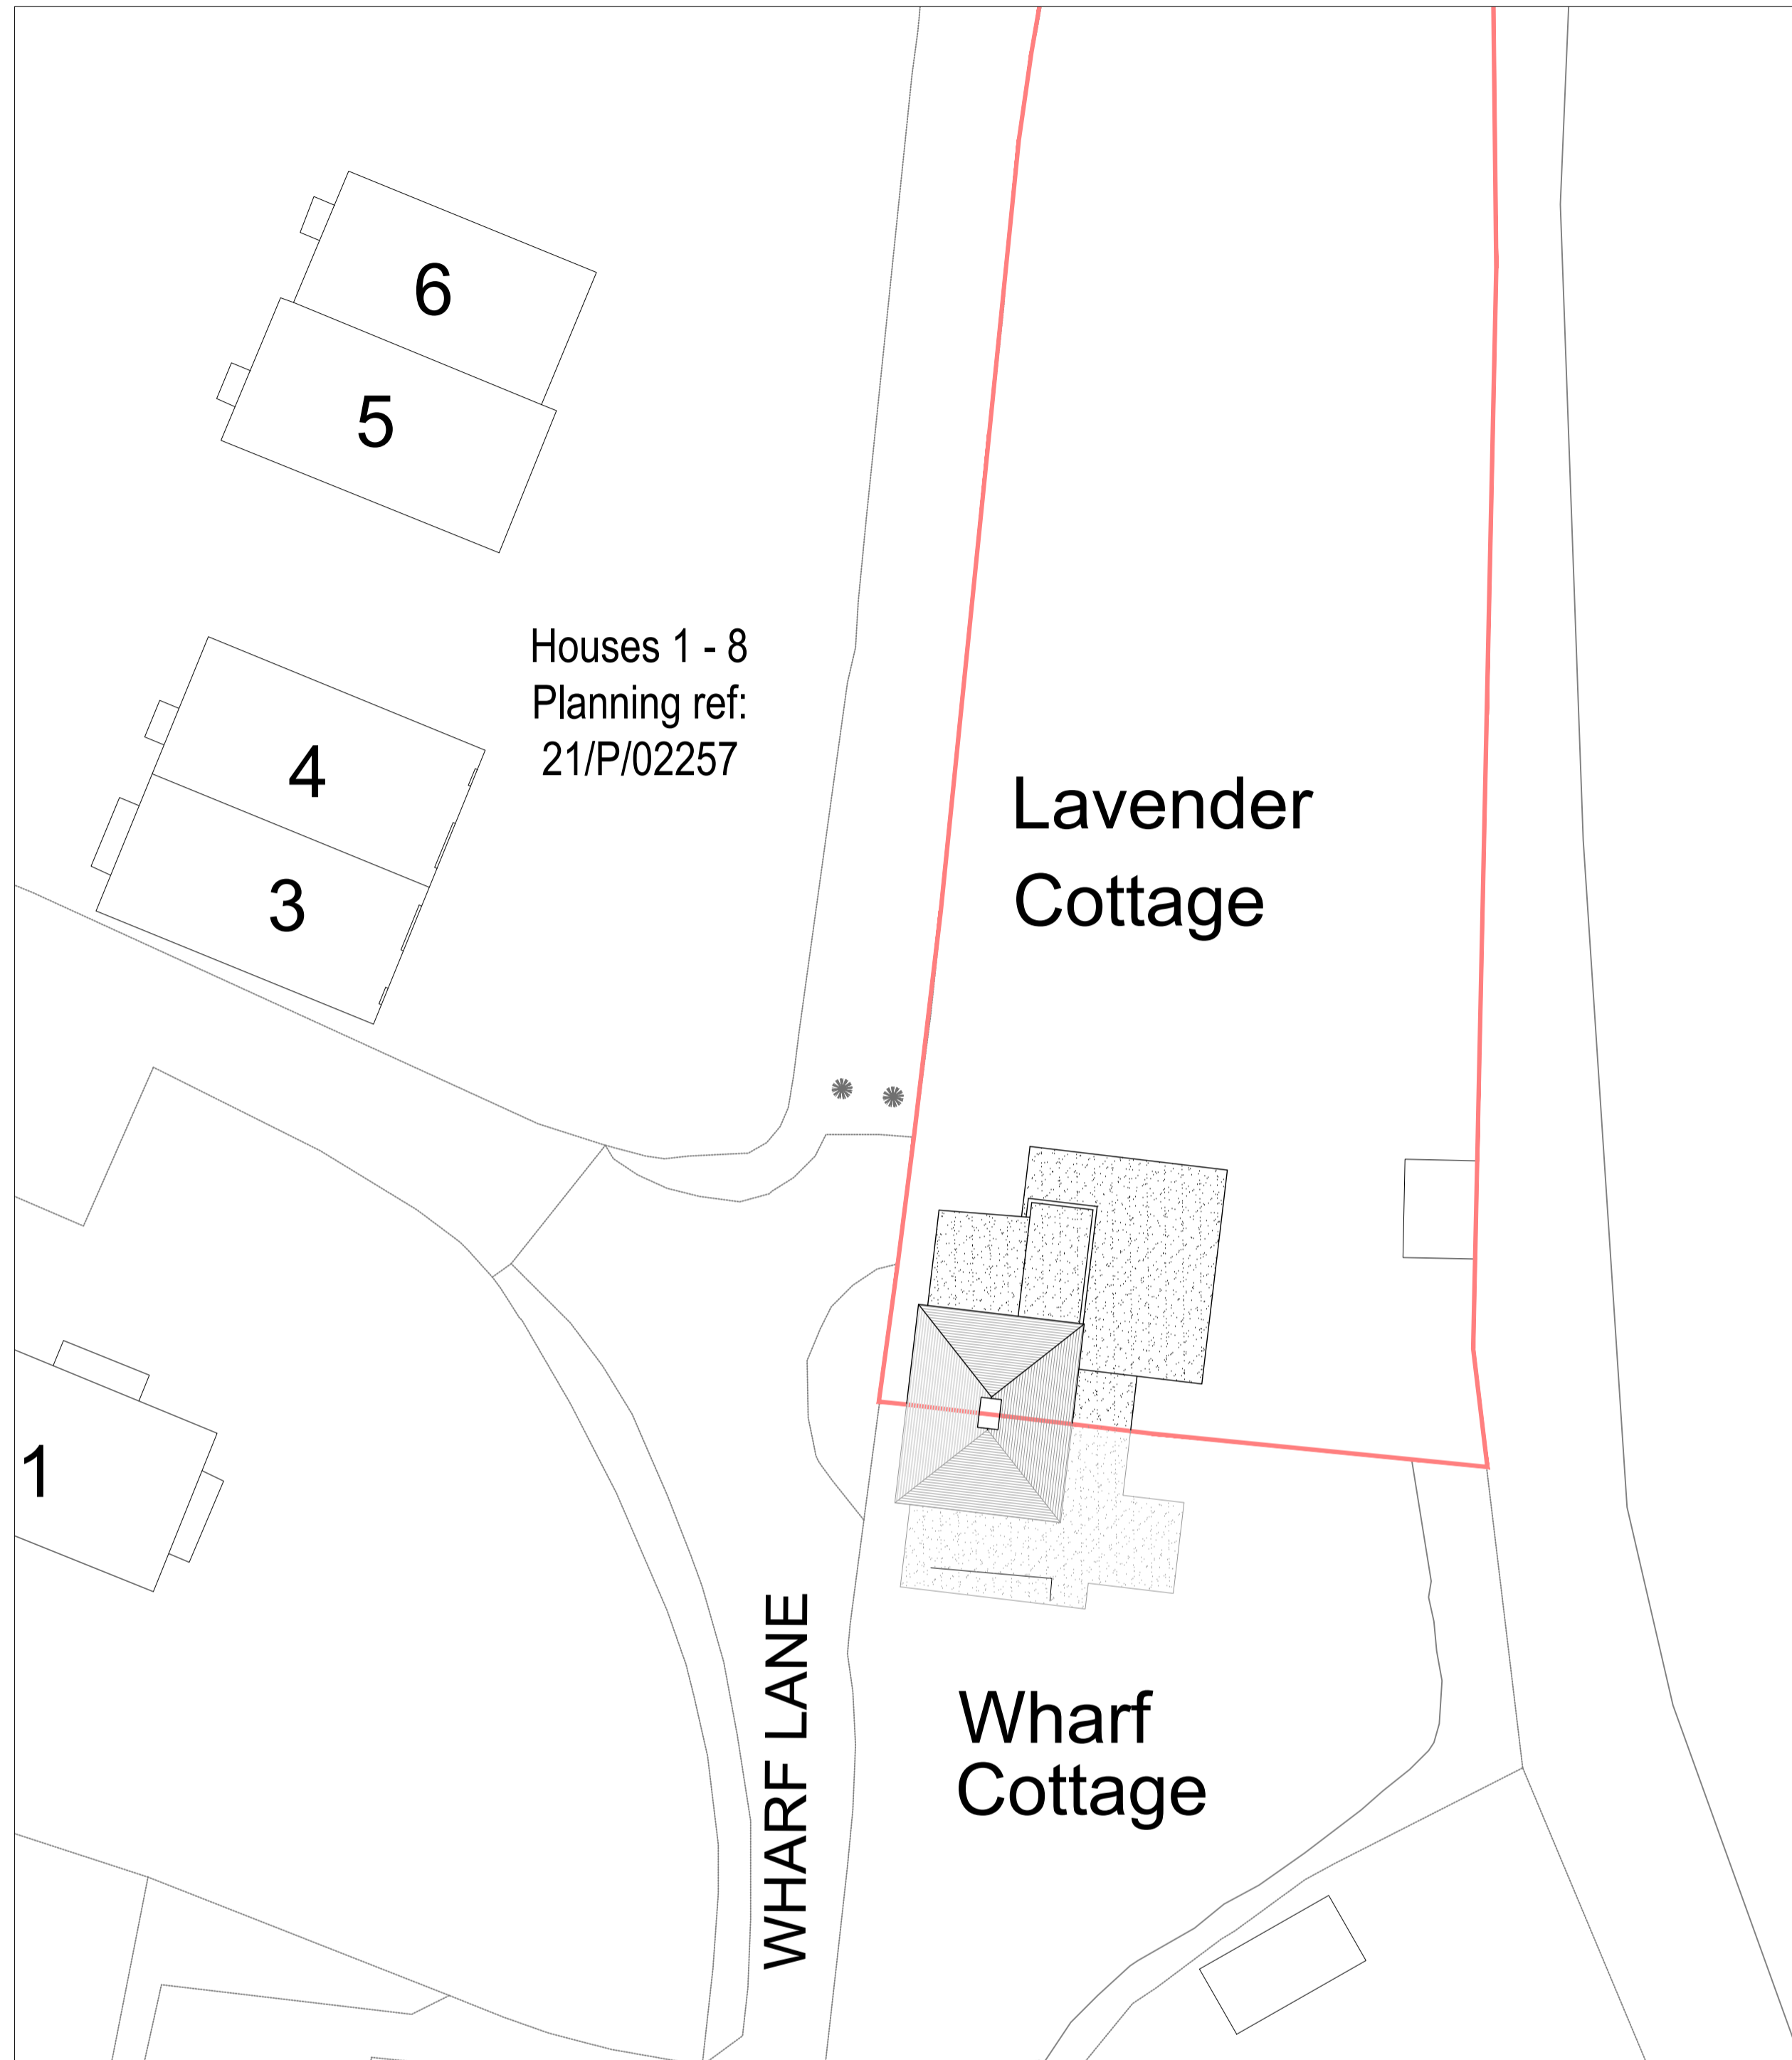 6
5
Houses 1 - 8
Planning ref:
21/P/02257
4
3
Lavender
Cottage
1
WHARF LANE
Wharf
Cottage